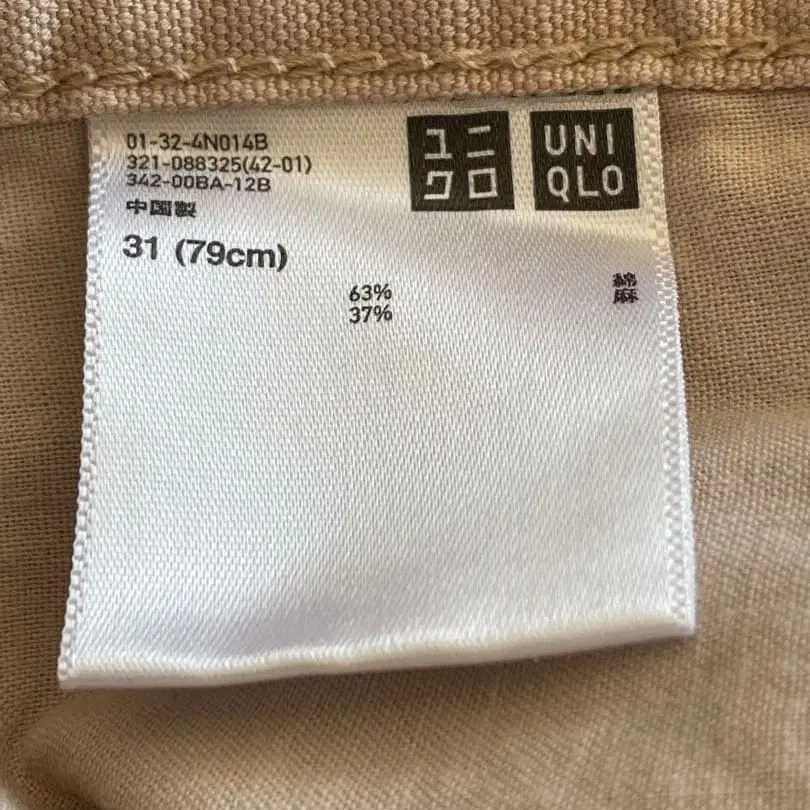 01-32-4N014B
321-088325(42-01)
342-00BA-12B
中国製
31 (79cm)
ユニ
クロ
UNI
QLO
63% 綿
37% 麻